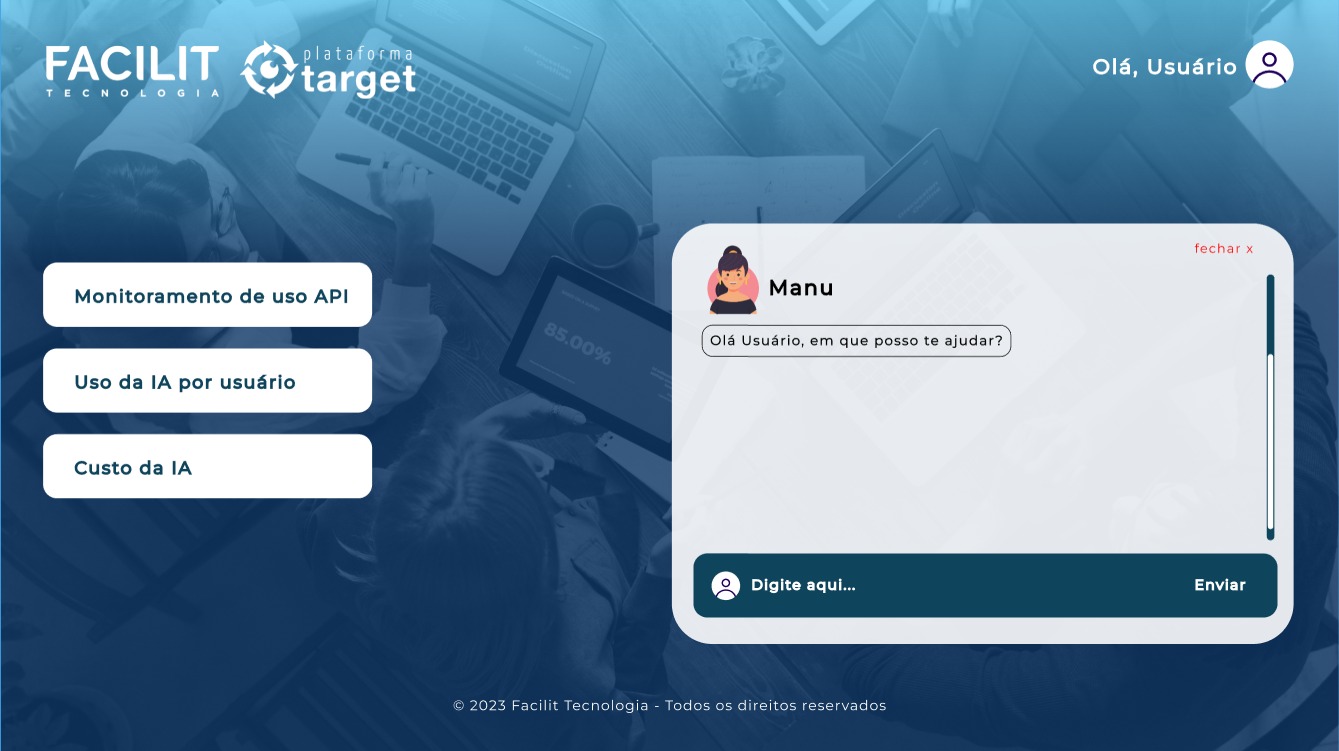 FACILIT
TECNOLOGIA
plataforma
target
Olá, Usuário
Monitoramento de uso API
Uso da IA por usuário
Custo da IA
fechar x
Manu
Olá Usuário, em que posso te ajudar?
85.00%
Digite aqui...
Enviar
© 2023 Facilit Tecnologia - Todos os direitos reservados